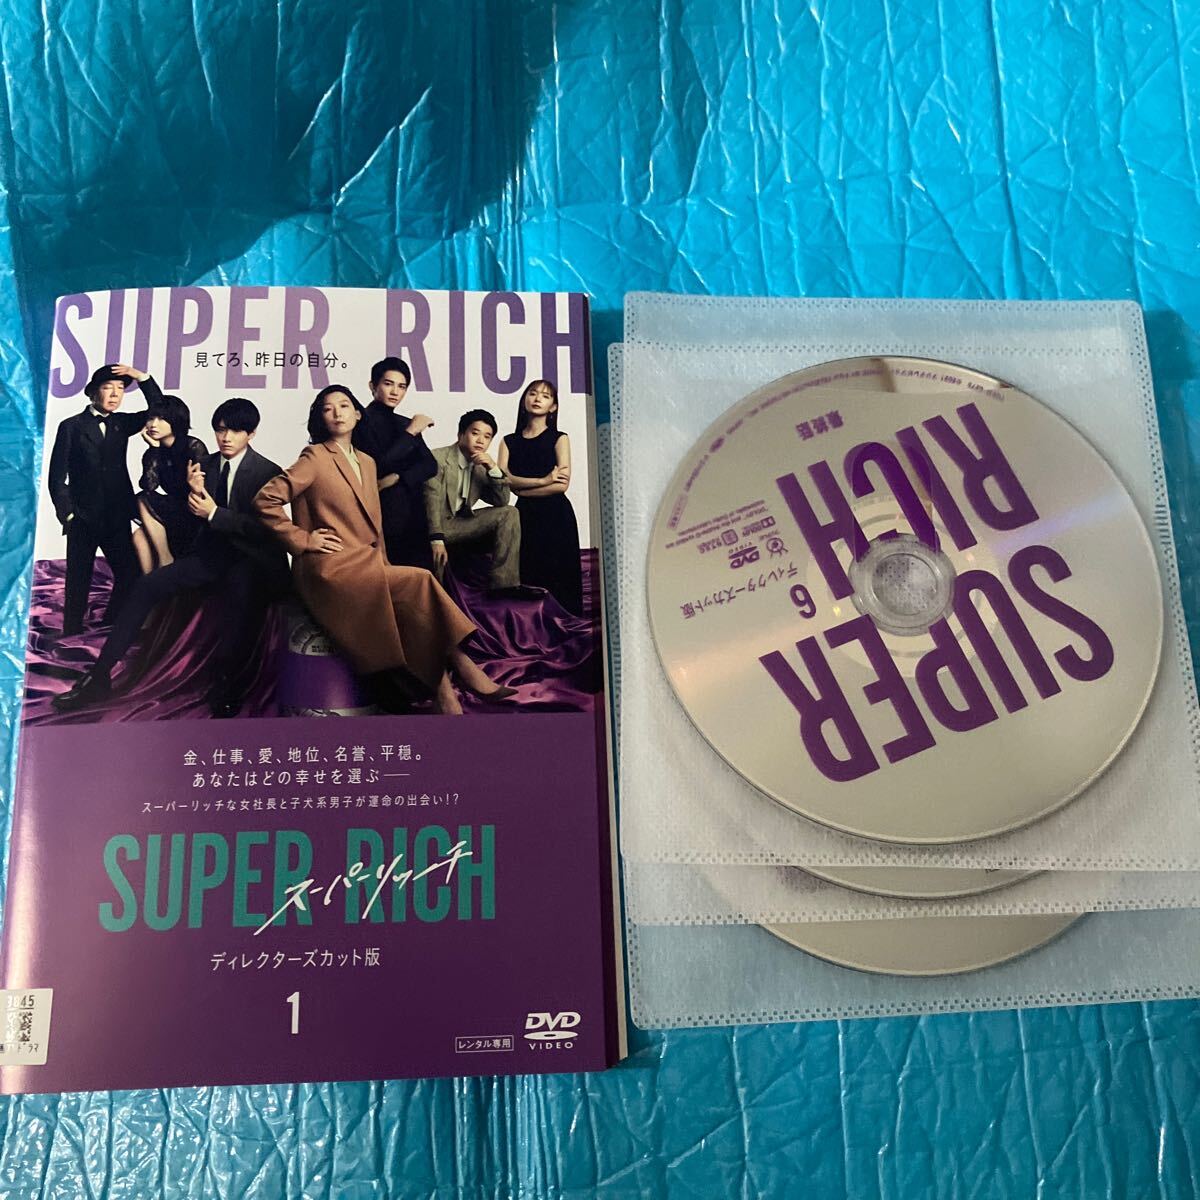 SUPER RICH
見てろ、昨日の自分。
金、仕事、愛、地位、名誉、平穏。
あなたはどの幸せを選ぶ――
スーパーリッチな女社長と子犬系男子が運命の出会い!?
SUPER RICH
スーパーリッチ
ディレクターズカット版
1
レンタル専用
DVD
VIDEO
3845
ドラマ
SUPER
RICH
6
ディレクターズカット版
DVD
VIDEO
最終話